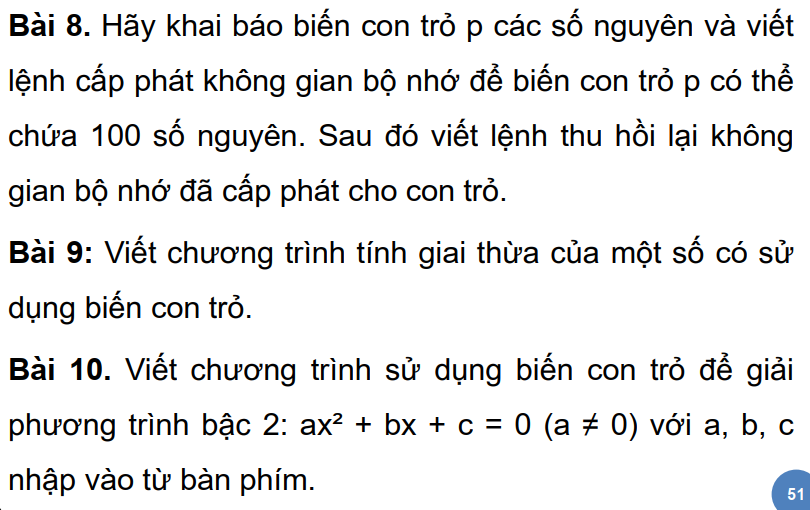 Bài 8. Hãy khai báo biến con trỏ p các số nguyên và viết
lệnh cấp phát không gian bộ nhớ để biến con trỏ p có thể
chứa 100 số nguyên. Sau đó viết lệnh thu hồi lại không
gian bộ nhớ đã cấp phát cho con trỏ.
Bài 9: Viết chương trình tính giai thừa của một số có sử
dụng biến con trỏ.
Bài 10. Viết chương trình sử dụng biến con trỏ để giải
phương trình bậc 2: ax² + bx + c = 0 (a ≠ 0) với a, b, c
nhập vào từ bàn phím.
51